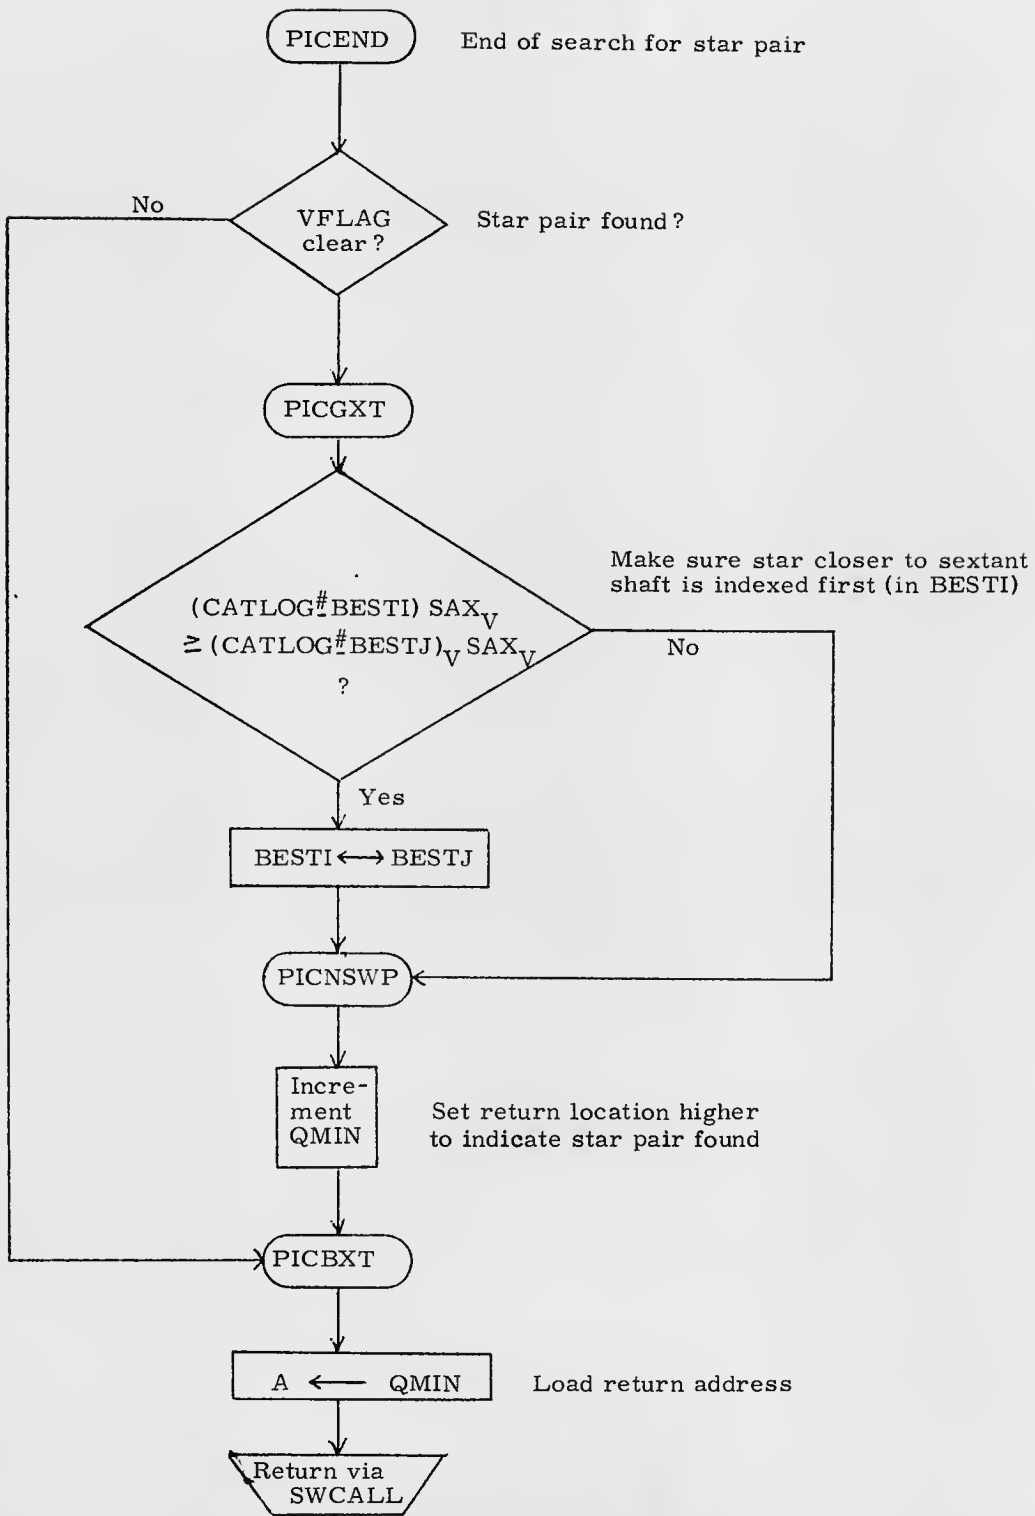 PICEND
End of search for star pair
No
VFLAG
clear ?
Star pair found ?
PICGXT
Make sure star closer to sextant
shaft is indexed first (in BESTI)
(CATLOG#BESTI) SAXV
≥ (CATLOG#BESTJ)V SAXV
?
No
Yes
BESTI ⟷ BESTJ
PICNSWP
Incre-
ment
QMIN
Set return location higher
to indicate star pair found
PICBXT
A ⟵ QMIN
Load return address
Return via
SWCALL